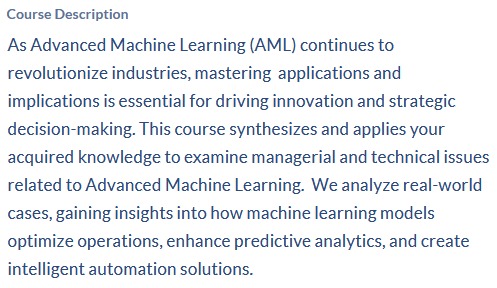 Course Description
As Advanced Machine Learning (AML) continues to
revolutionize industries, mastering  applications and
implications is essential for driving innovation and strategic
decision-making. This course synthesizes and applies your
acquired knowledge to examine managerial and technical issues
related to Advanced Machine Learning.  We analyze real-world
cases, gaining insights into how machine learning models
optimize operations, enhance predictive analytics, and create
intelligent automation solutions.